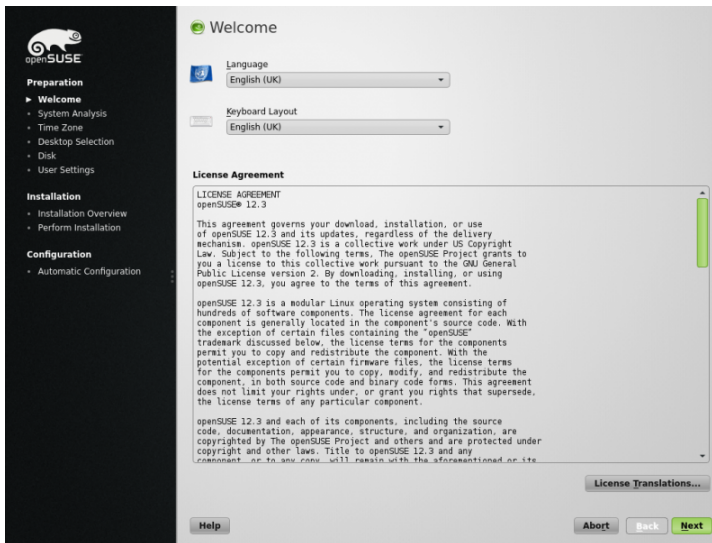 openSUSE
Preparation
Welcome
System Analysis
Time Zone
Desktop Selection
Disk
User Settings
Installation
Installation Overview
Perform Installation
Configuration
Automatic Configuration
Welcome
Language
English (UK)
Keyboard Layout
English (UK)
License Agreement
LICENSE AGREEMENT
openSUSE® 12.3
This agreement governs your download, installation, or use
of openSUSE 12.3 and its updates, regardless of the delivery
mechanism. openSUSE 12.3 is a collective work under US Copyright
Law. Subject to the following terms, The openSUSE Project grants to
you a license to this collective work pursuant to the GNU General
Public License version 2. By downloading, installing, or using
openSUSE 12.3, you agree to the terms of this agreement.
openSUSE 12.3 is a modular Linux operating system consisting of
hundreds of software components. The license agreement for each
component is generally located in the component's source code. With
the exception of certain files containing the "openSUSE"
trademark discussed below, the license terms for the components
permit you to copy and redistribute the component. With the
potential exception of certain firmware files, the license terms
for the components permit you to copy, modify, and redistribute the
component, in both source code and binary code forms. This agreement
does not limit your rights under, or grant you rights that supersede,
the license terms of any particular component.
openSUSE 12.3 and each of its components, including the source
code, documentation, appearance, structure, and organization, are
copyrighted by The openSUSE Project and others and are protected under
copyright and other laws. Title to openSUSE 12.3 and any
component, or to any copy, will remain with the aforementioned or its
License Translations...
Help
Abort
Back
Next